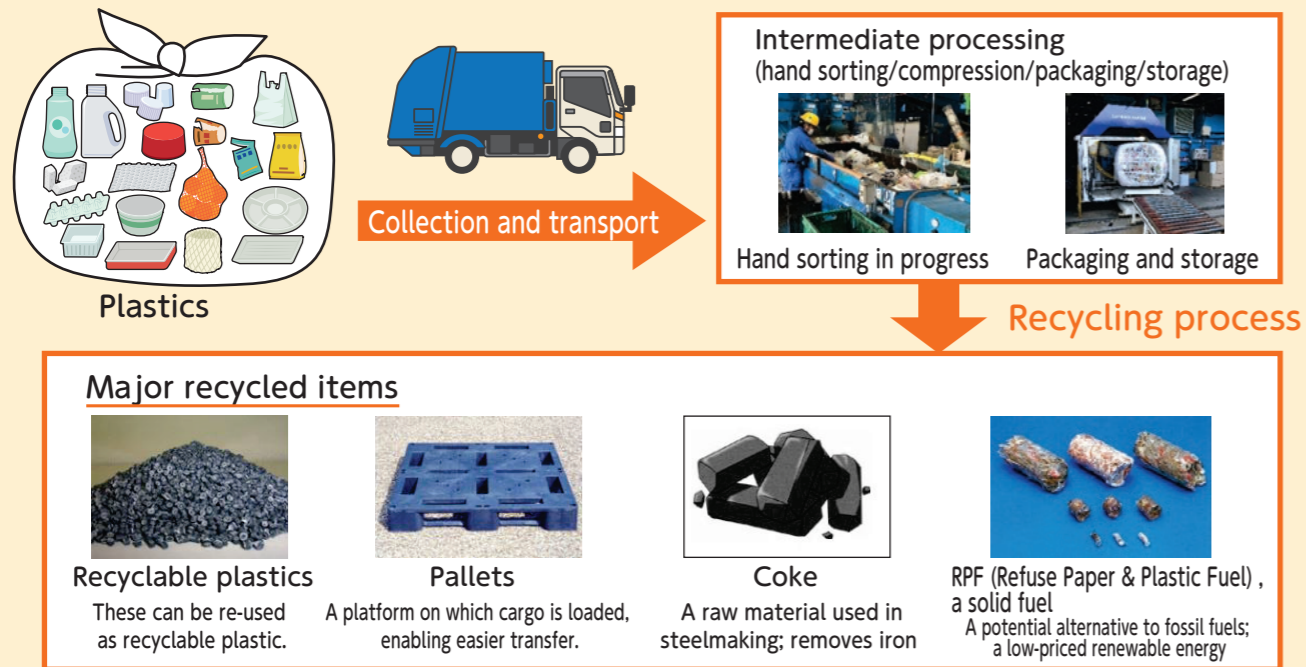 Plastics
Collection and transport
Intermediate processing
(hand sorting/compression/packaging/storage)
Hand sorting in progress
Packaging and storage
Recycling process
Major recycled items
Recyclable plastics
These can be re-used
as recyclable plastic.
Pallets
A platform on which cargo is loaded,
enabling easier transfer.
Coke
A raw material used in
steelmaking; removes iron
RPF (Refuse Paper & Plastic Fuel) ,
a solid fuel
A potential alternative to fossil fuels;
a low-priced renewable energy